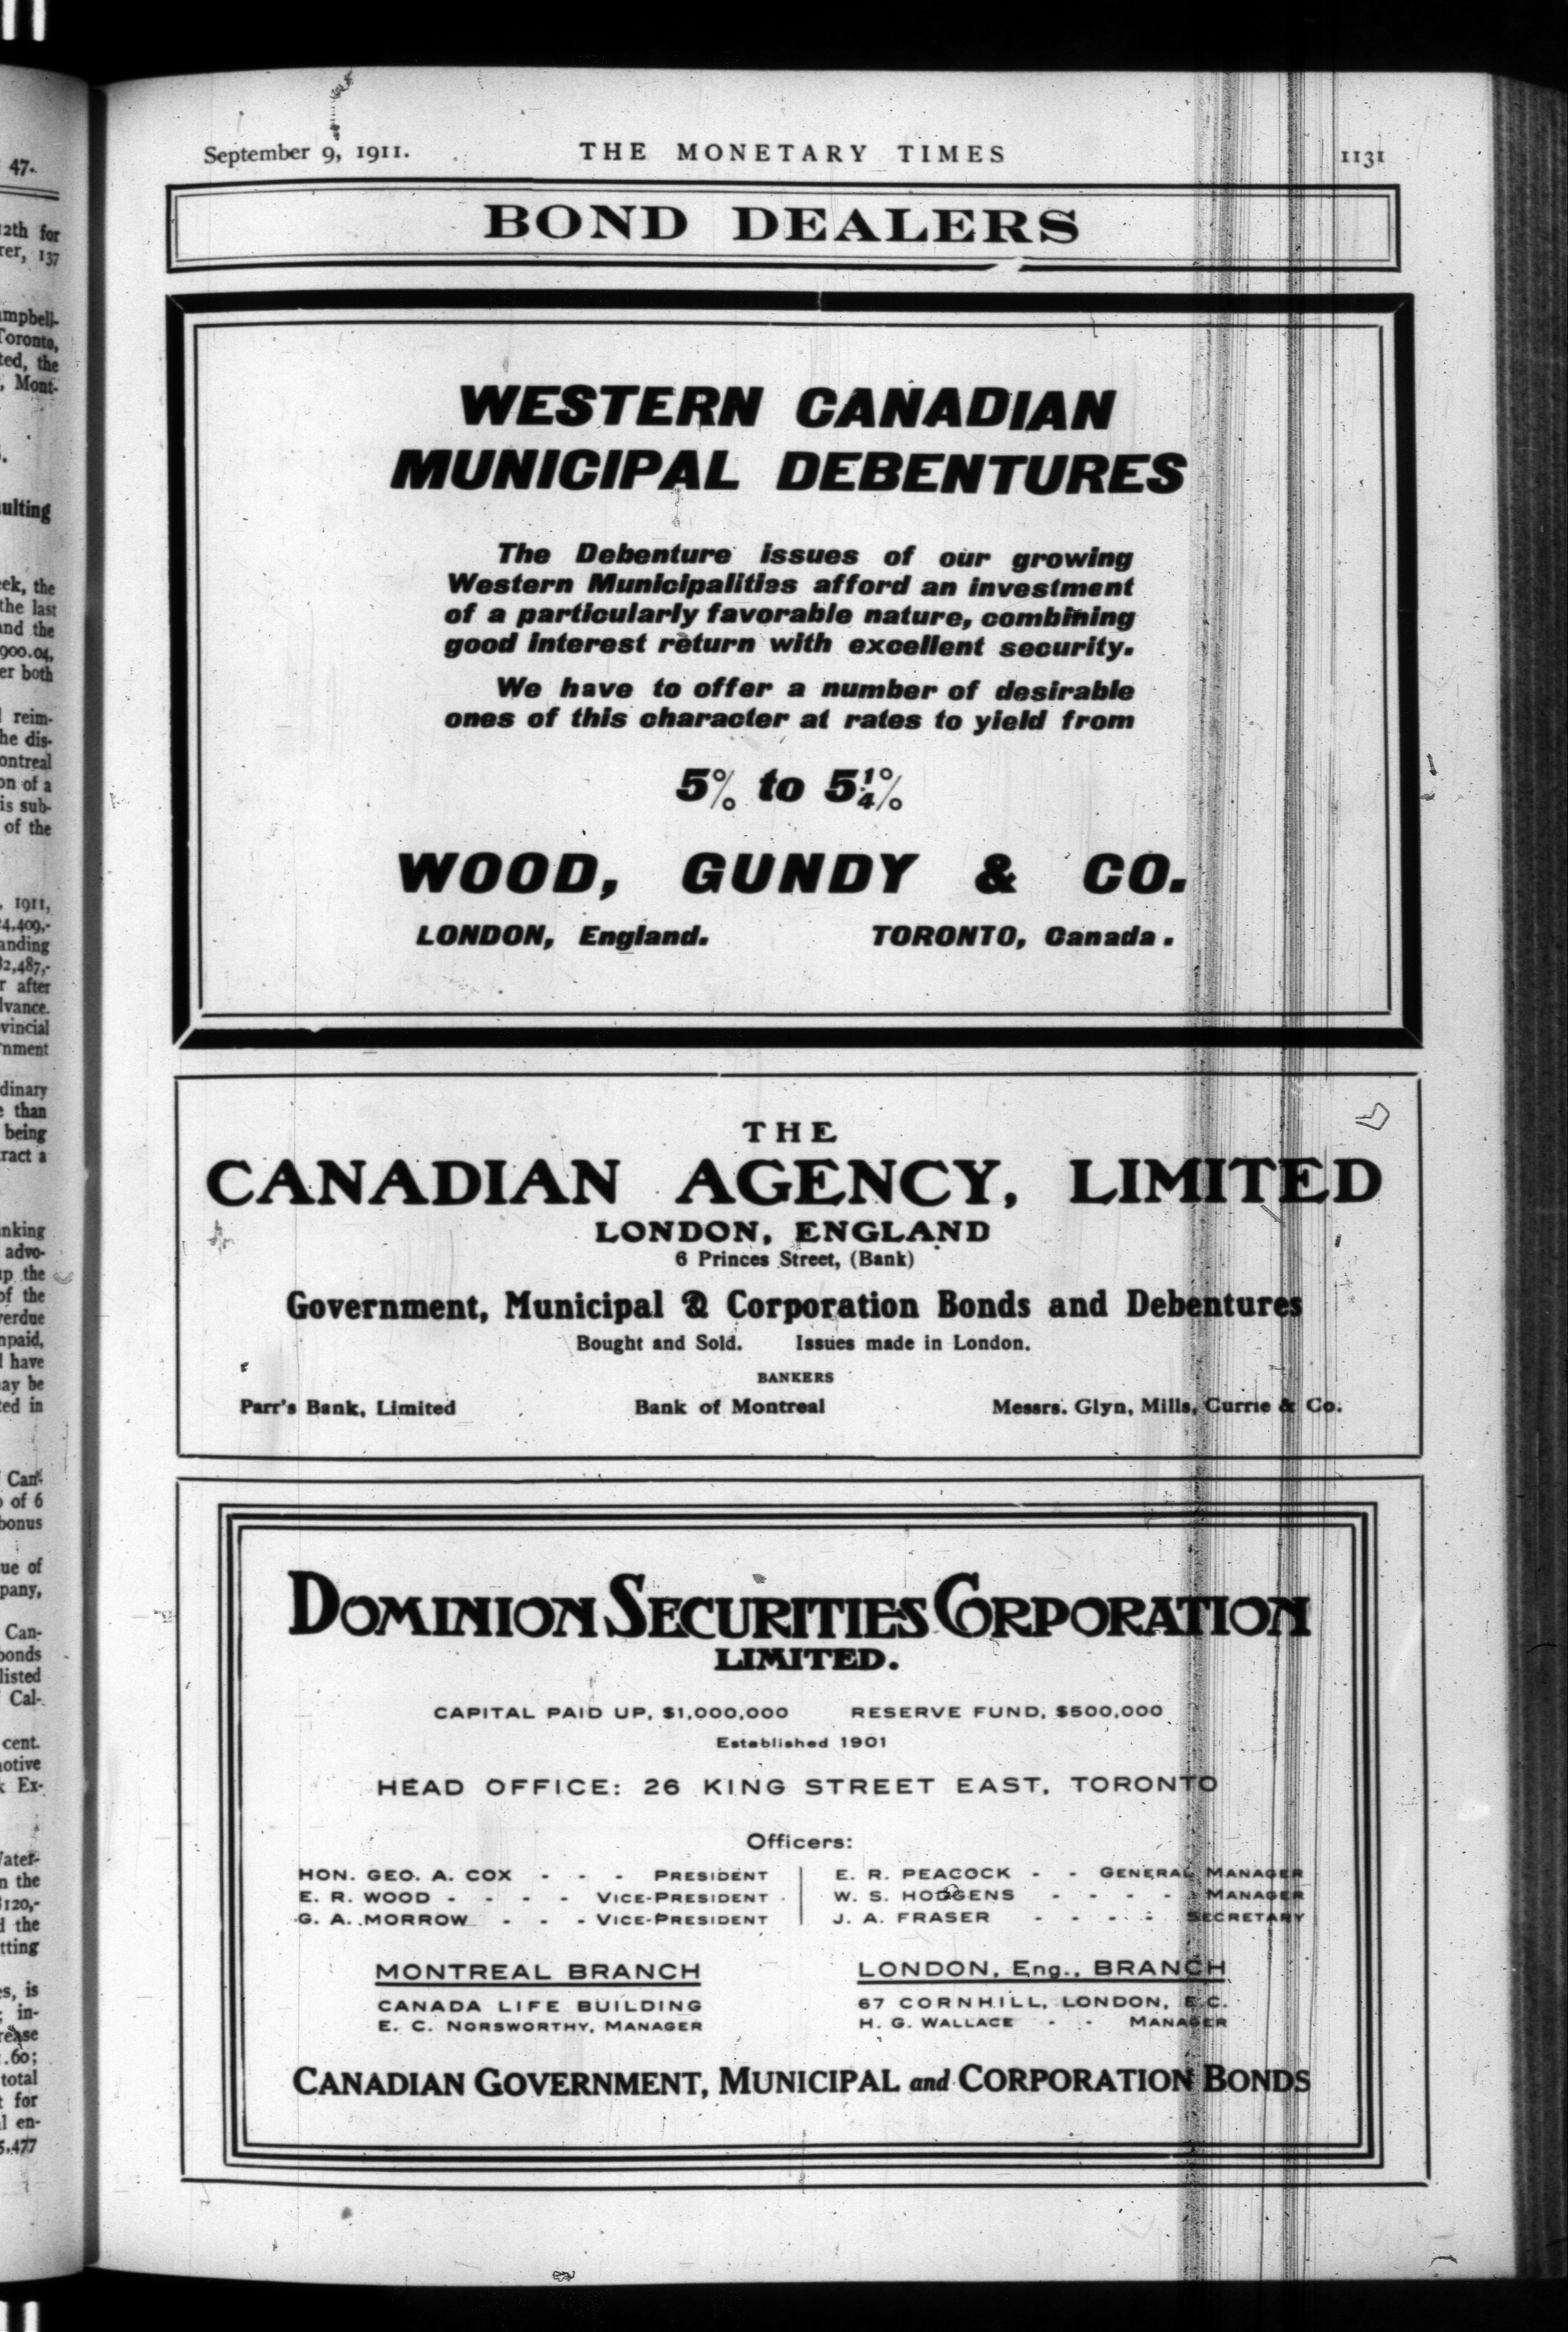 September 9, 1911. THE MONETARY TIMES 1131
BOND DEALERS
WESTERN CANADIAN
MUNICIPAL DEBENTURES
The Debenture issues of our growing
Western Municipalities afford an investment
of a particularly favorable nature, combining
good interest return with excellent security.
We have to offer a number of desirable
ones of this character at rates to yield from
5% to 5¼%
WOOD, GUNDY & CO.
LONDON, England. TORONTO, Canada.
THE
CANADIAN AGENCY, LIMITED
LONDON, ENGLAND
6 Princes Street, (Bank)
Government, Municipal & Corporation Bonds and Debentures
Bought and Sold. Issues made in London.
BANKERS
Parr's Bank, Limited Bank of Montreal Messrs. Glyn, Mills, Currie & Co.
DOMINION SECURITIES CORPORATION
LIMITED.
CAPITAL PAID UP, $1,000,000 RESERVE FUND, $500,000
Established 1901
HEAD OFFICE: 26 KING STREET EAST, TORONTO
Officers:
HON. GEO. A. COX - - - PRESIDENT
E. R. WOOD - - - - VICE-PRESIDENT
G. A. MORROW - - - VICE-PRESIDENT
E. R. PEACOCK - - GENERAL MANAGER
W. S. HODGENS - - - - - MANAGER
J. A. FRASER - - - - SECRETARY
MONTREAL BRANCH
CANADA LIFE BUILDING
E. C. NORSWORTHY, MANAGER
LONDON, Eng., BRANCH
67 CORNHILL, LONDON, E.C.
H. G. WALLACE - - MANAGER
CANADIAN GOVERNMENT, MUNICIPAL and CORPORATION BONDS